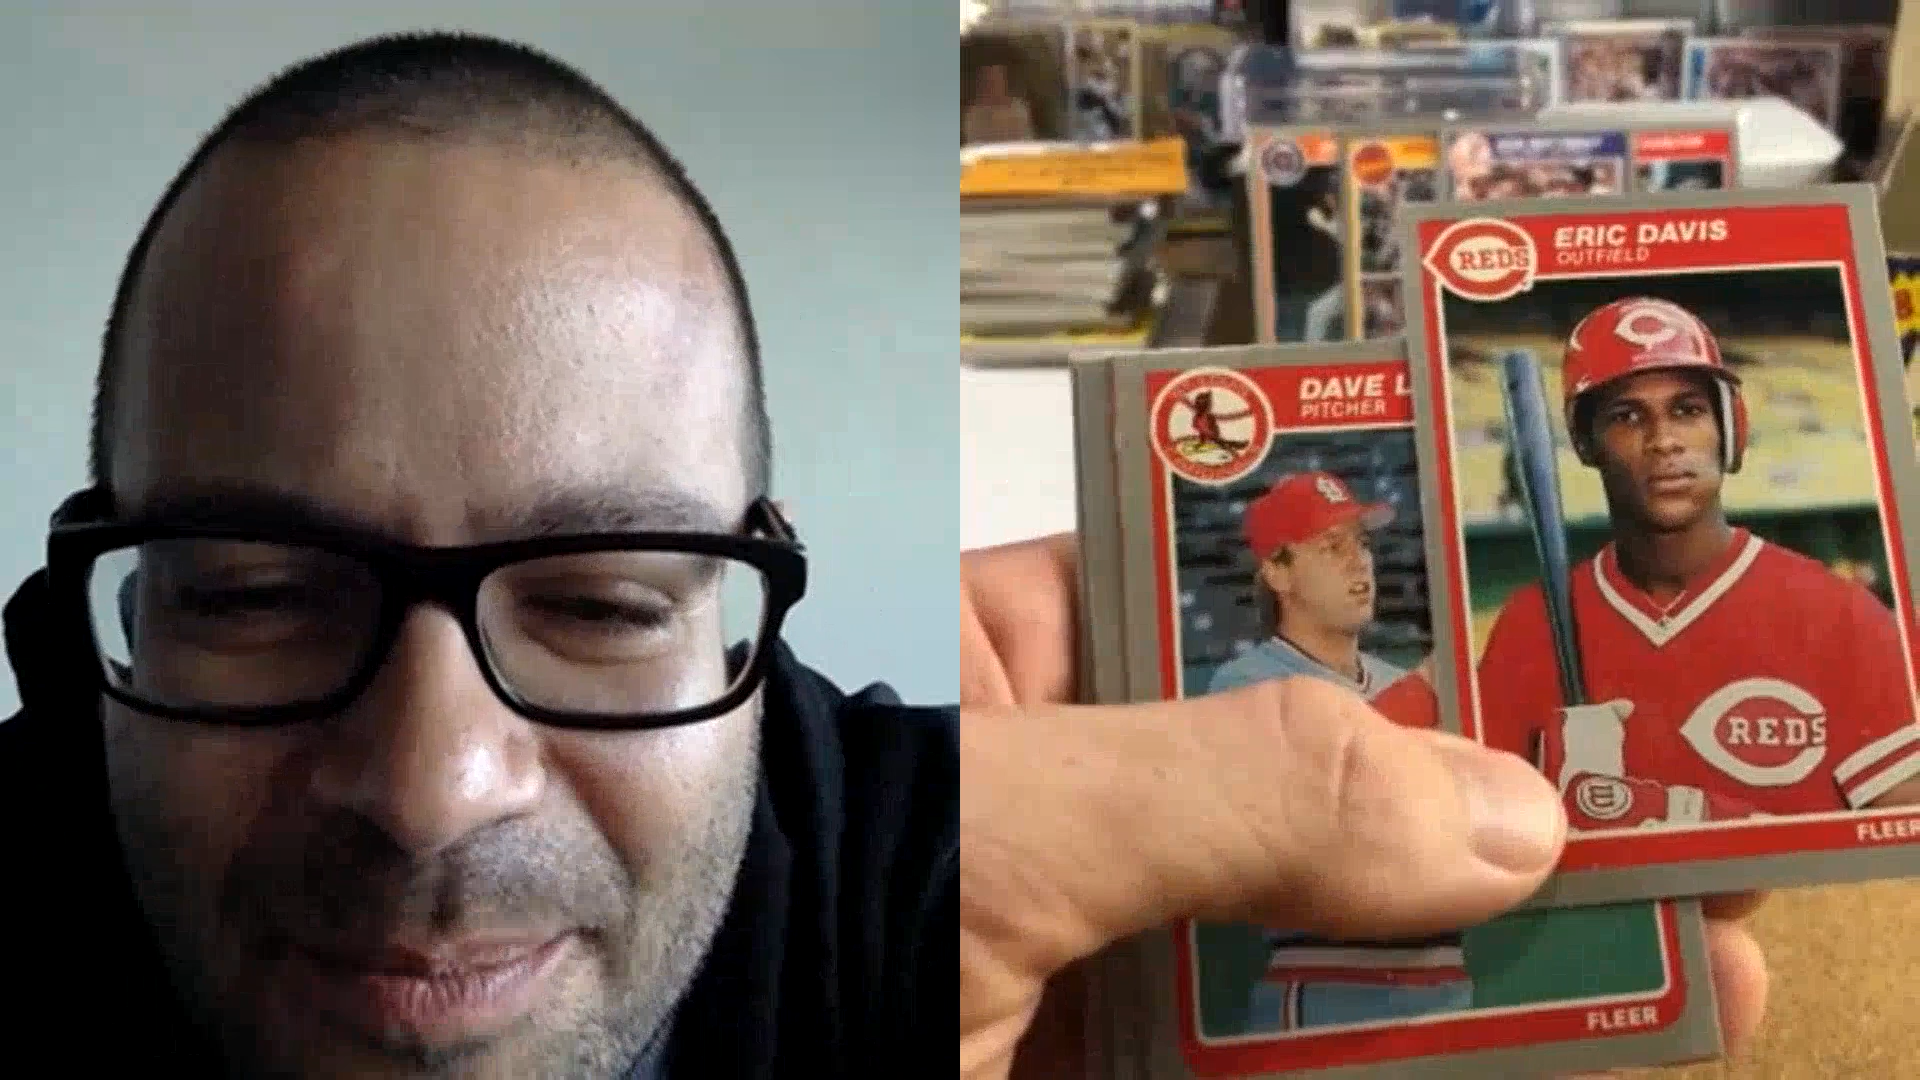 ERIC DAVIS
OUTFIELD
REDS
DAVE L
PITCHER
REDS
FLEER
FLEER